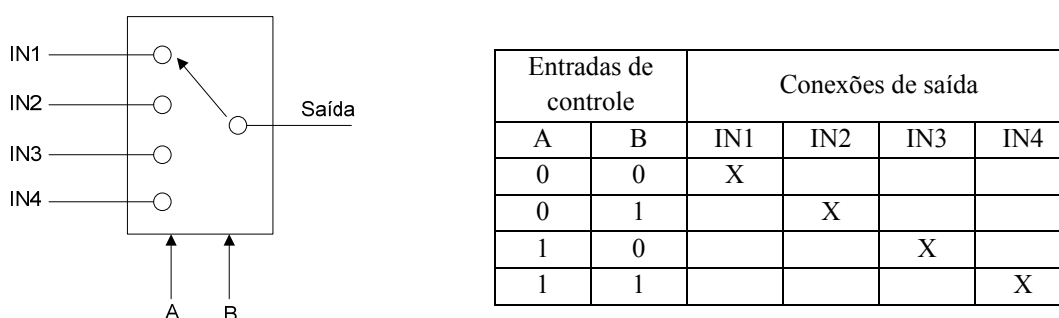 IN1
IN2
IN3
IN4
Saída
A B
Entradas de
controle
Conexões de saída
A B IN1 IN2 IN3 IN4
0 0 X
0 1 X
1 0 X
1 1 X